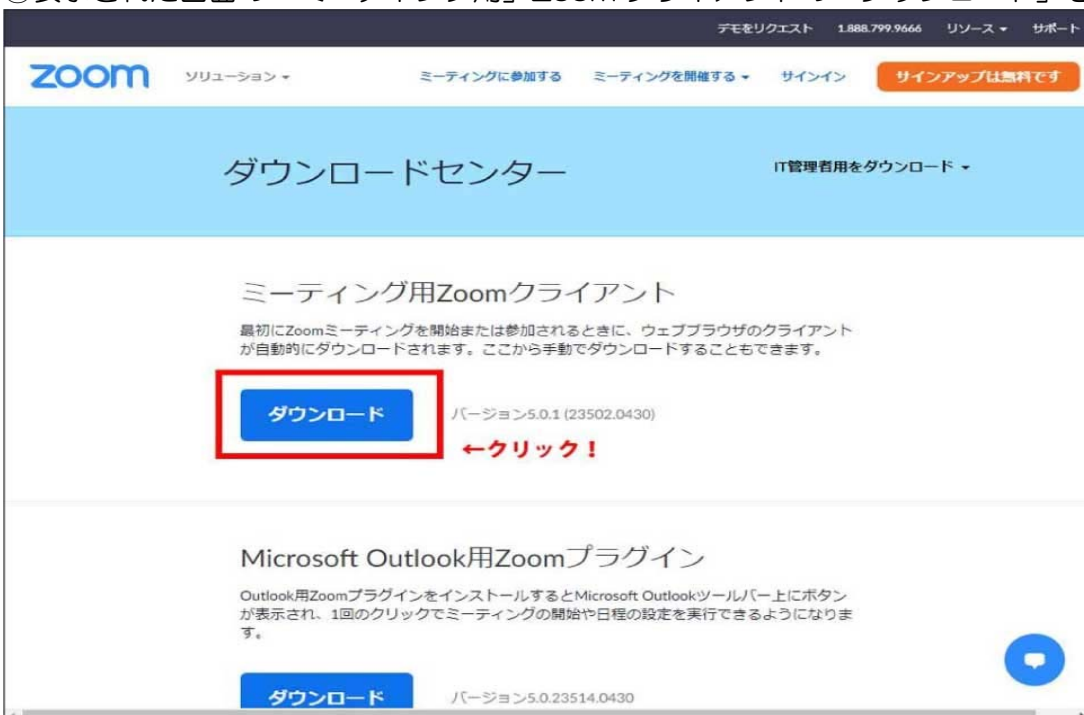 デモをリクエスト 1.888.799.9666 リソース サポート
zoom ソリューション ミーティングに参加する ミーティングを開催する サインイン サインアップは無料です
ダウンロードセンター IT管理者用をダウンロード
ミーティング用Zoomクライアント
最初にZoomミーティングを開始または参加されるときに、ウェブブラウザのクライアント
が自動的にダウンロードされます。ここから手動でダウンロードすることもできます。
ダウンロード バージョン5.0.1 (23502.0430)
←クリック！
Microsoft Outlook用Zoomプラグイン
Outlook用ZoomプラグインをインストールするとMicrosoft Outlookツールバー上にボタン
が表示され、1回のクリックでミーティングの開始や日程の設定を実行できるようになりま
す。
ダウンロード バージョン5.0.23514.0430